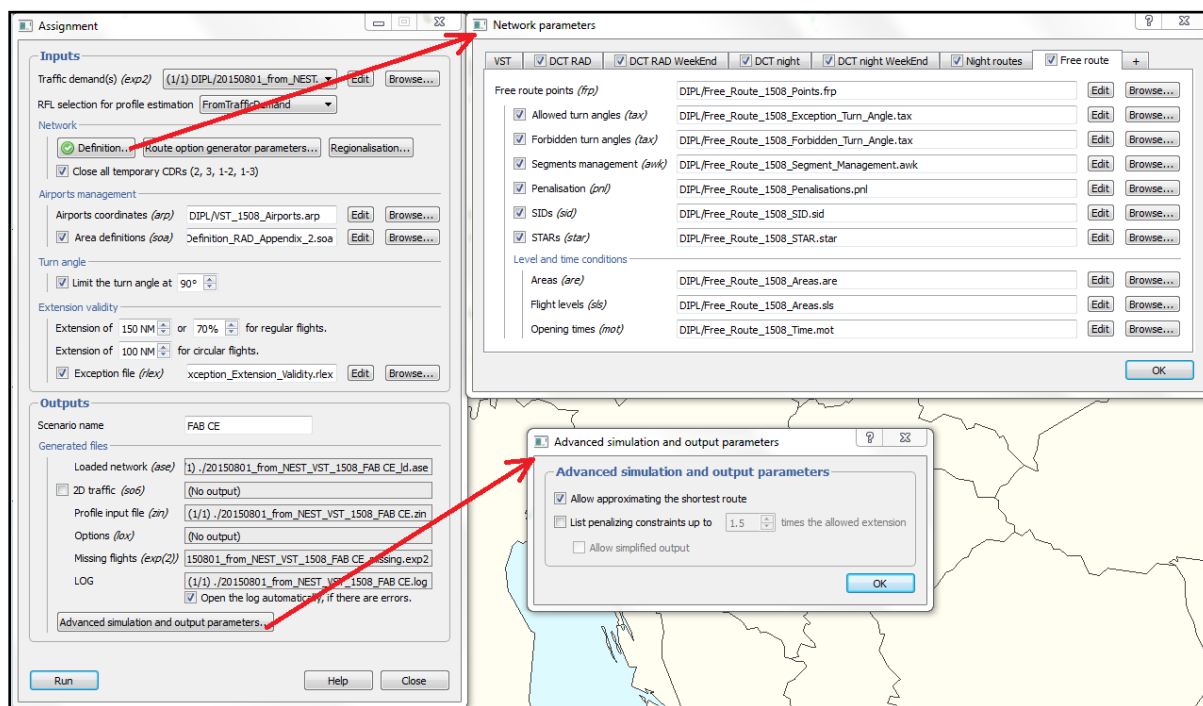 Assignment
Inputs
Traffic demand(s) (exp2) (1/1) DIPL/20150801_from_NEST. Edit Browse...
RFL selection for profile estimation FromTrafficDemand
Network
Definition... Route option generator parameters... Regionalisation...
Close all temporary CDRs (2, 3, 1-2, 1-3)
Airports management
Airports coordinates (arp) DIPL/VST_1508_Airports.arp Edit Browse...
Area definitions (soa) Definition_RAD_Appendix_2.soa Edit Browse...
Turn angle
Limit the turn angle at 90°
Extension validity
Extension of 150 NM or 70% for regular flights.
Extension of 100 NM for circular flights.
Exception file (rlex) xception_Extension_Validity.rlex Edit Browse...
Outputs
Scenario name FAB CE
Generated files
Loaded network (ase) '1) ./20150801_from_NEST_VST_1508_FAB CE_ld.ase
2D traffic (so6) (No output)
Profile input file (zin) (1/1) ./20150801_from_NEST_VST_1508_FAB CE.zin
Options (lox) (No output)
Missing flights (exp(2)) 150801_from_NEST_VST_1508_FAB CE_missing.exp2
LOG (1/1) ./20150801_from_NEST_VST_1508_FAB CE.log
Open the log automatically, if there are errors.
Advanced simulation and output parameters...
Run Help Close
Network parameters
VST DCT RAD DCT RAD WeekEnd DCT night DCT night WeekEnd Night routes Free route +
Free route points (frp) DIPL/Free_Route_1508_Points.frp Edit Browse...
Allowed turn angles (tax) DIPL/Free_Route_1508_Exception_Turn_Angle.tax Edit Browse...
Forbidden turn angles (tax) DIPL/Free_Route_1508_Forbidden_Turn_Angle.tax Edit Browse...
Segments management (awk) DIPL/Free_Route_1508_Segment_Management.awk Edit Browse...
Penalisation (pnl) DIPL/Free_Route_1508_Penalisations.pnl Edit Browse...
SIDs (sid) DIPL/Free_Route_1508_SID.sid Edit Browse...
STARs (star) DIPL/Free_Route_1508_STAR.star Edit Browse...
Level and time conditions
Areas (are) DIPL/Free_Route_1508_Areas.are Edit Browse...
Flight levels (sls) DIPL/Free_Route_1508_Areas.sls Edit Browse...
Opening times (mot) DIPL/Free_Route_1508_Time.mot Edit Browse...
OK
Advanced simulation and output parameters
Advanced simulation and output parameters
Allow approximating the shortest route
List penalizing constraints up to 1.5 times the allowed extension
Allow simplified output
OK